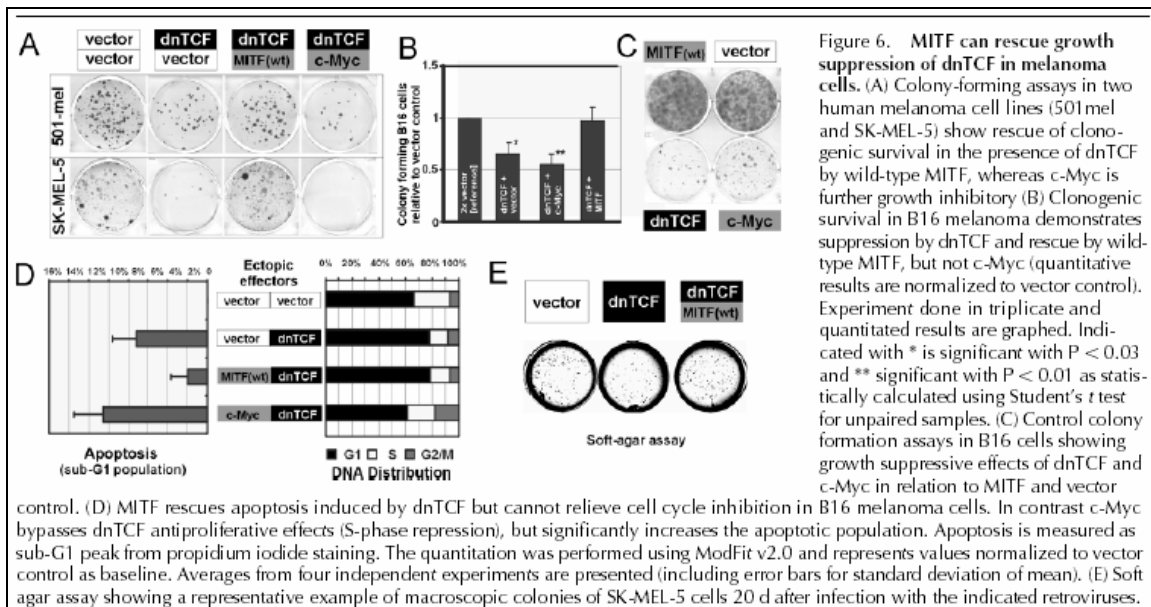 A
vector
vector
dnTCF
vector
dnTCF
MITF(wt)
dnTCF
c-Myc
501-mel
SK-MEL-5
B
Colony forming B16 cells
relative to vector control
1.5
1
0.5
0
2x vector
[reference]
dnTCF +
vector
*
dnTCF +
c-Myc
**
dnTCF +
MITF
C
MITF(wt)
vector
dnTCF
c-Myc
Figure 6. MITF can rescue growth
suppression of dnTCF in melanoma
cells. (A) Colony-forming assays in two
human melanoma cell lines (501mel
and SK-MEL-5) show rescue of clono-
genic survival in the presence of dnTCF
by wild-type MITF, whereas c-Myc is
further growth inhibitory (B) Clonogenic
survival in B16 melanoma demonstrates
suppression by dnTCF and rescue by wild-
type MITF, but not c-Myc (quantitative
results are normalized to vector control).
Experiment done in triplicate and
quantitated results are graphed. Indi-
cated with * is significant with P < 0.03
and ** significant with P < 0.01 as statis-
tically calculated using Student's t test
for unpaired samples. (C) Control colony
formation assays in B16 cells showing
growth suppressive effects of dnTCF and
c-Myc in relation to MITF and vector
D
16% 14% 12% 10% 8% 6% 4% 2% 0
Ectopic
effectors
0% 20% 40% 60% 80% 100%
vector vector
vector dnTCF
MITF(wt) dnTCF
c-Myc dnTCF
Apoptosis
(sub-G1 population)
G1 S G2/M
DNA Distribution
E
vector
dnTCF
dnTCF
MITF(wt)
Soft-agar assay
control. (D) MITF rescues apoptosis induced by dnTCF but cannot relieve cell cycle inhibition in B16 melanoma cells. In contrast c-Myc
bypasses dnTCF antiproliferative effects (S-phase repression), but significantly increases the apoptotic population. Apoptosis is measured as
sub-G1 peak from propidium iodide staining. The quantitation was performed using ModFit v2.0 and represents values normalized to vector
control as baseline. Averages from four independent experiments are presented (including error bars for standard deviation of mean). (E) Soft
agar assay showing a representative example of macroscopic colonies of SK-MEL-5 cells 20 d after infection with the indicated retroviruses.